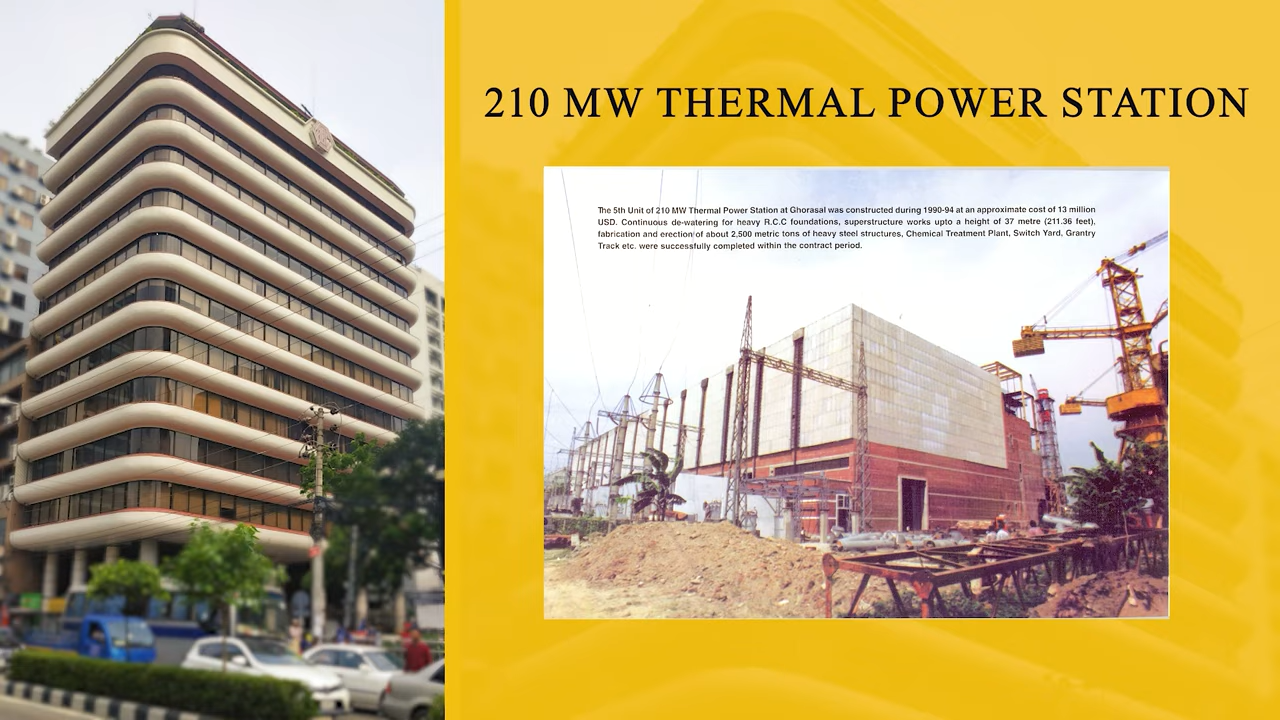 210 MW THERMAL POWER STATION
The 5th Unit of 210 MW Thermal Power Station at Ghorasal was constructed during 1990-94 at an approximate cost of 13 million
USD. Continuous de-watering for heavy R.C.C foundations, superstructure works upto a height of 37 metre (211.36 feet),
fabrication and erection of about 2,500 metric tons of heavy steel structures, Chemical Treatment Plant, Switch Yard, Grantry
Track etc. were successfully completed within the contract period.